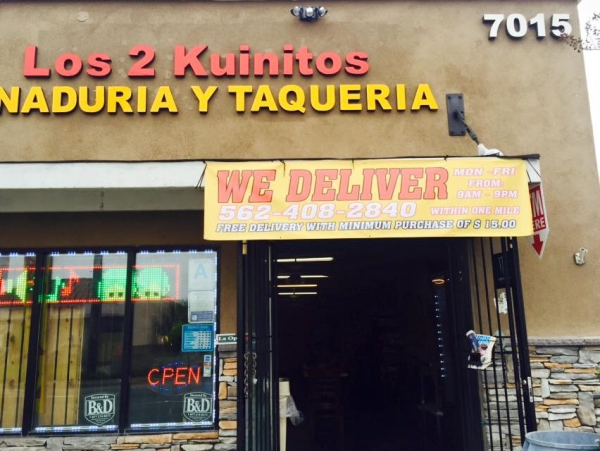 7015
Los 2 Kuinitos
NADURIA Y TAQUERIA
WE DELIVER
MON - FRI
FROM
9AM - 9PM
562-408-2840
WITHIN ONE MILE
FREE DELIVERY WITH MINIMUM PURCHASE OF $ 15.00
A
OPEN
B&D
B&D